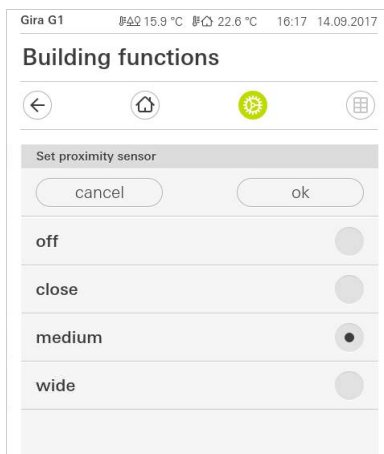 Gira G1 15.9 °C 22.6 °C 16:17 14.09.2017
Building functions
Set proximity sensor
cancel ok
off
close
medium
wide